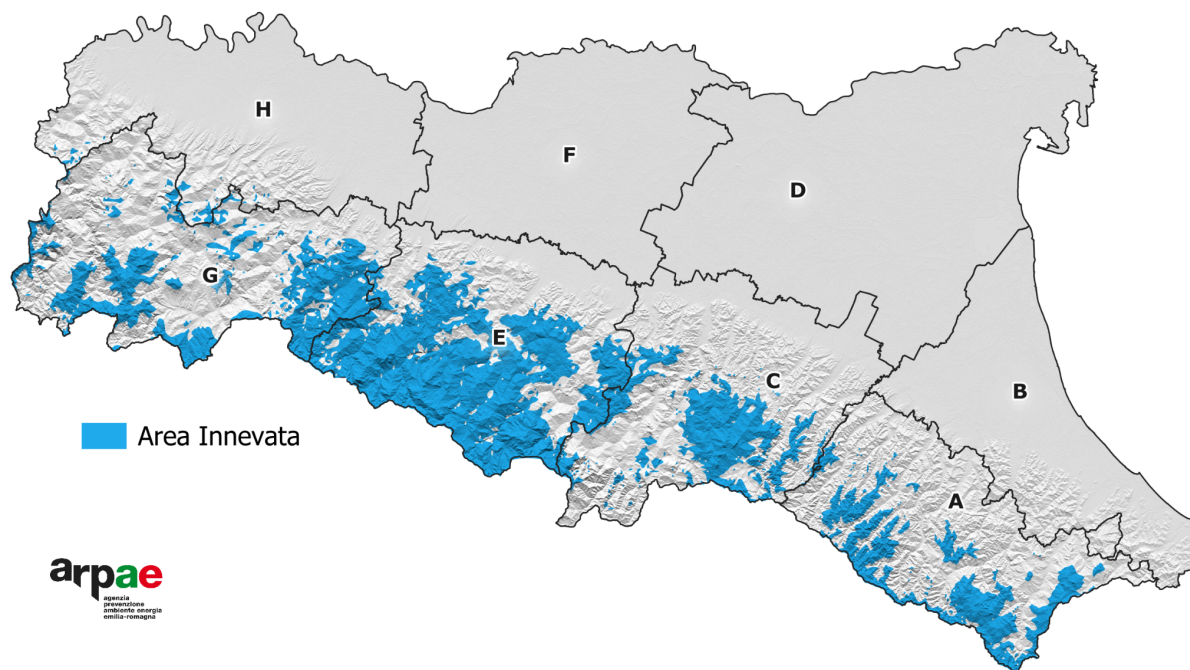 H
F
D
G
E
C
B
A
Area Innevata
arpae
agenzia
prevenzione
ambiente energia
emilia-romagna